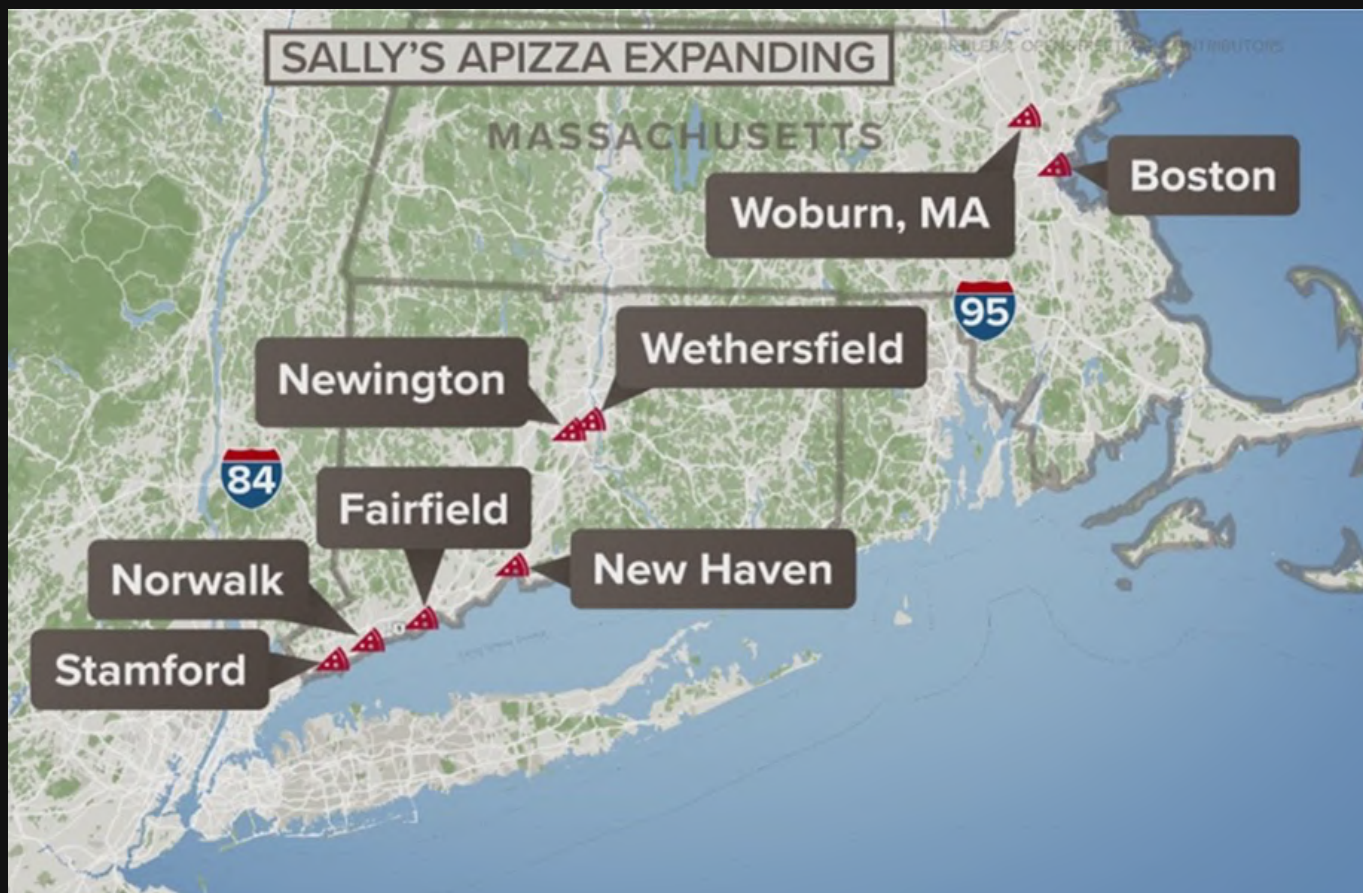 SALLY'S APIZZA EXPANDING
MASSACHUSETTS
Boston
Woburn, MA
95
Wethersfield
Newington
84
Fairfield
New Haven
Norwalk
Stamford